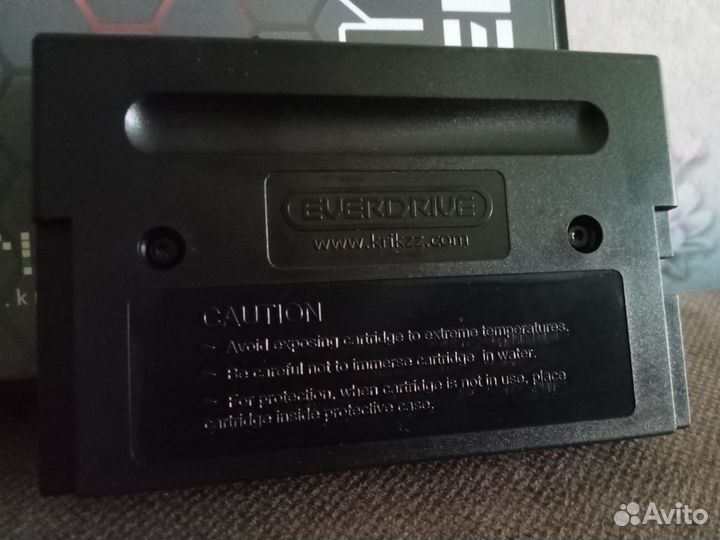 EVERDRIVE
www.krikzz.com
CAUTION
~ Avoid exposing cartridge to extreme temperatures.
~ Be careful not to immerse cartridge in water.
~ For protection, when cartridge is not in use, place
cartridge inside protective case.
Avito